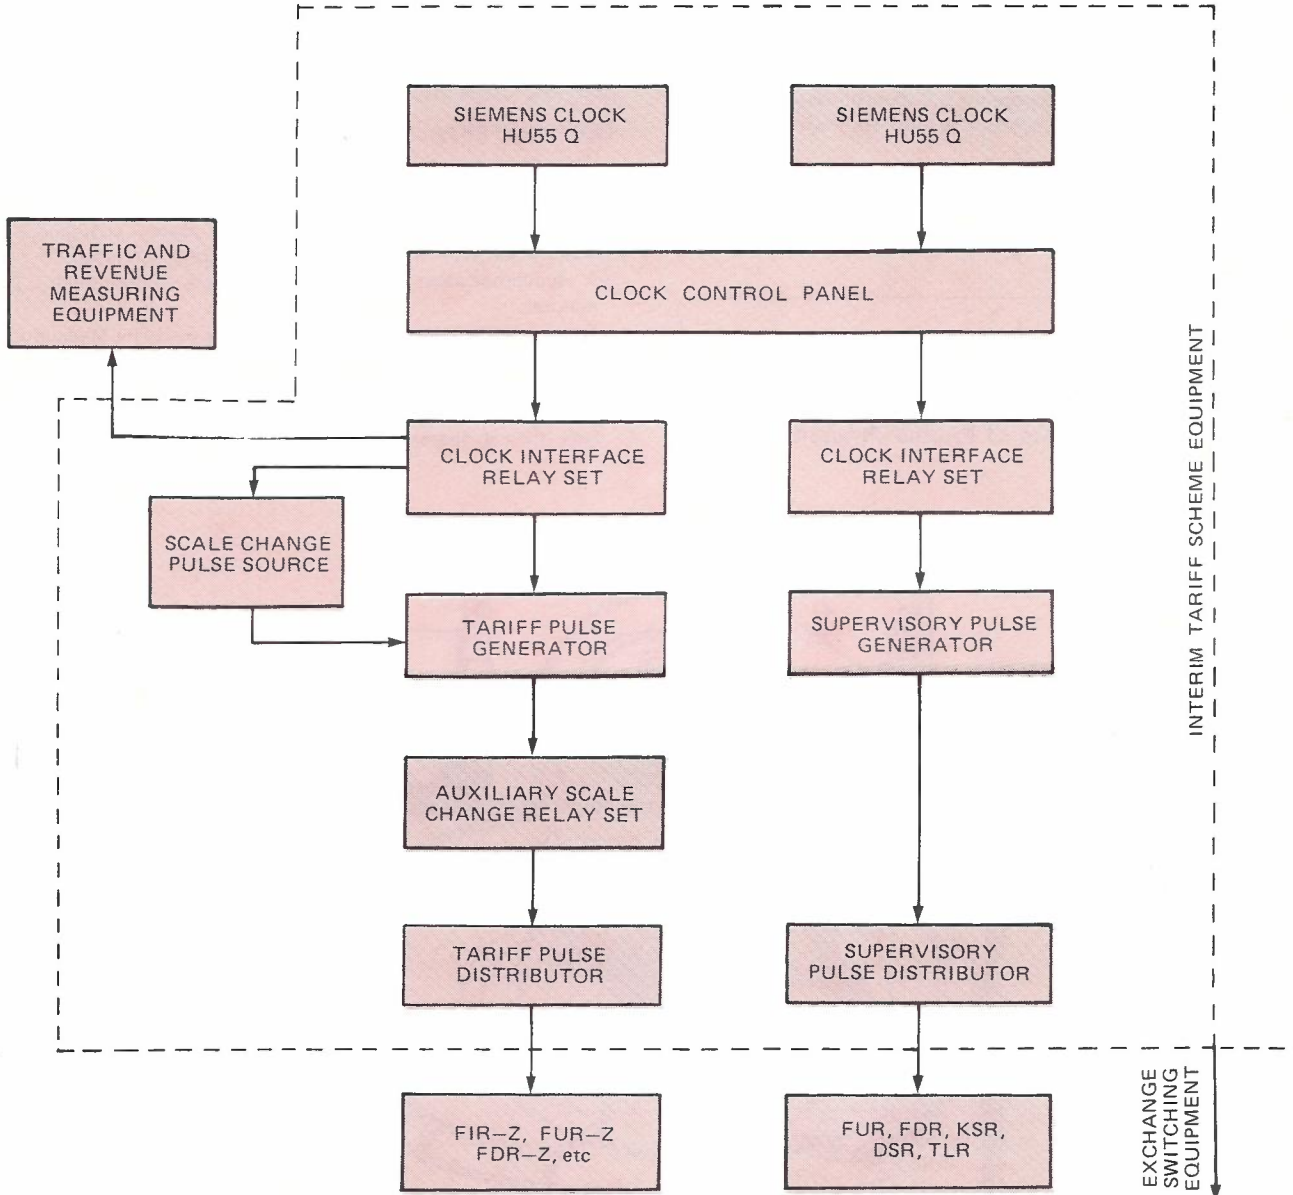 SIEMENS CLOCK
HU55 Q
SIEMENS CLOCK
HU55 Q
TRAFFIC AND
REVENUE
MEASURING
EQUIPMENT
CLOCK CONTROL PANEL
CLOCK INTERFACE
RELAY SET
CLOCK INTERFACE
RELAY SET
SCALE CHANGE
PULSE SOURCE
TARIFF PULSE
GENERATOR
SUPERVISORY PULSE
GENERATOR
INTERIM TARIFF SCHEME EQUIPMENT
AUXILIARY SCALE
CHANGE RELAY SET
TARIFF PULSE
DISTRIBUTOR
SUPERVISORY
PULSE DISTRIBUTOR
FIR–Z, FUR–Z
FDR–Z, etc
FUR, FDR, KSR,
DSR, TLR
EXCHANGE
SWITCHING
EQUIPMENT